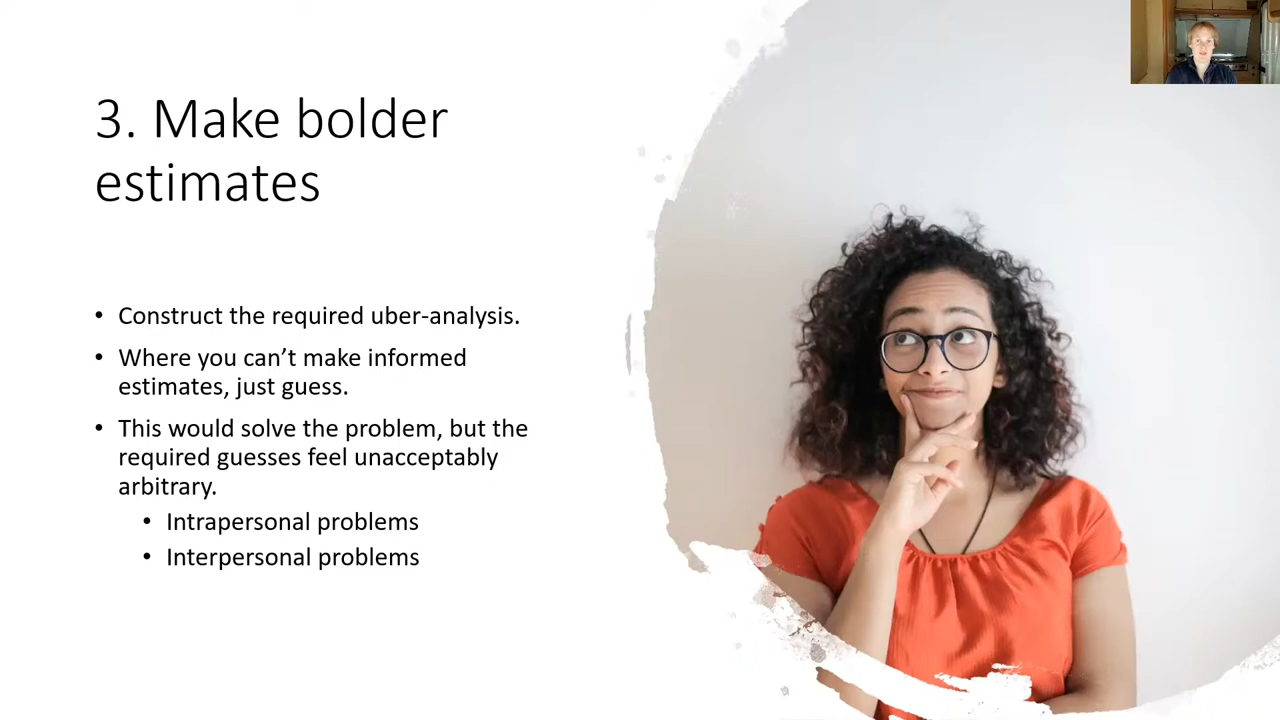 3. Make bolder
estimates
• Construct the required uber-analysis.
• Where you can’t make informed
estimates, just guess.
• This would solve the problem, but the
required guesses feel unacceptably
arbitrary.
• Intrapersonal problems
• Interpersonal problems